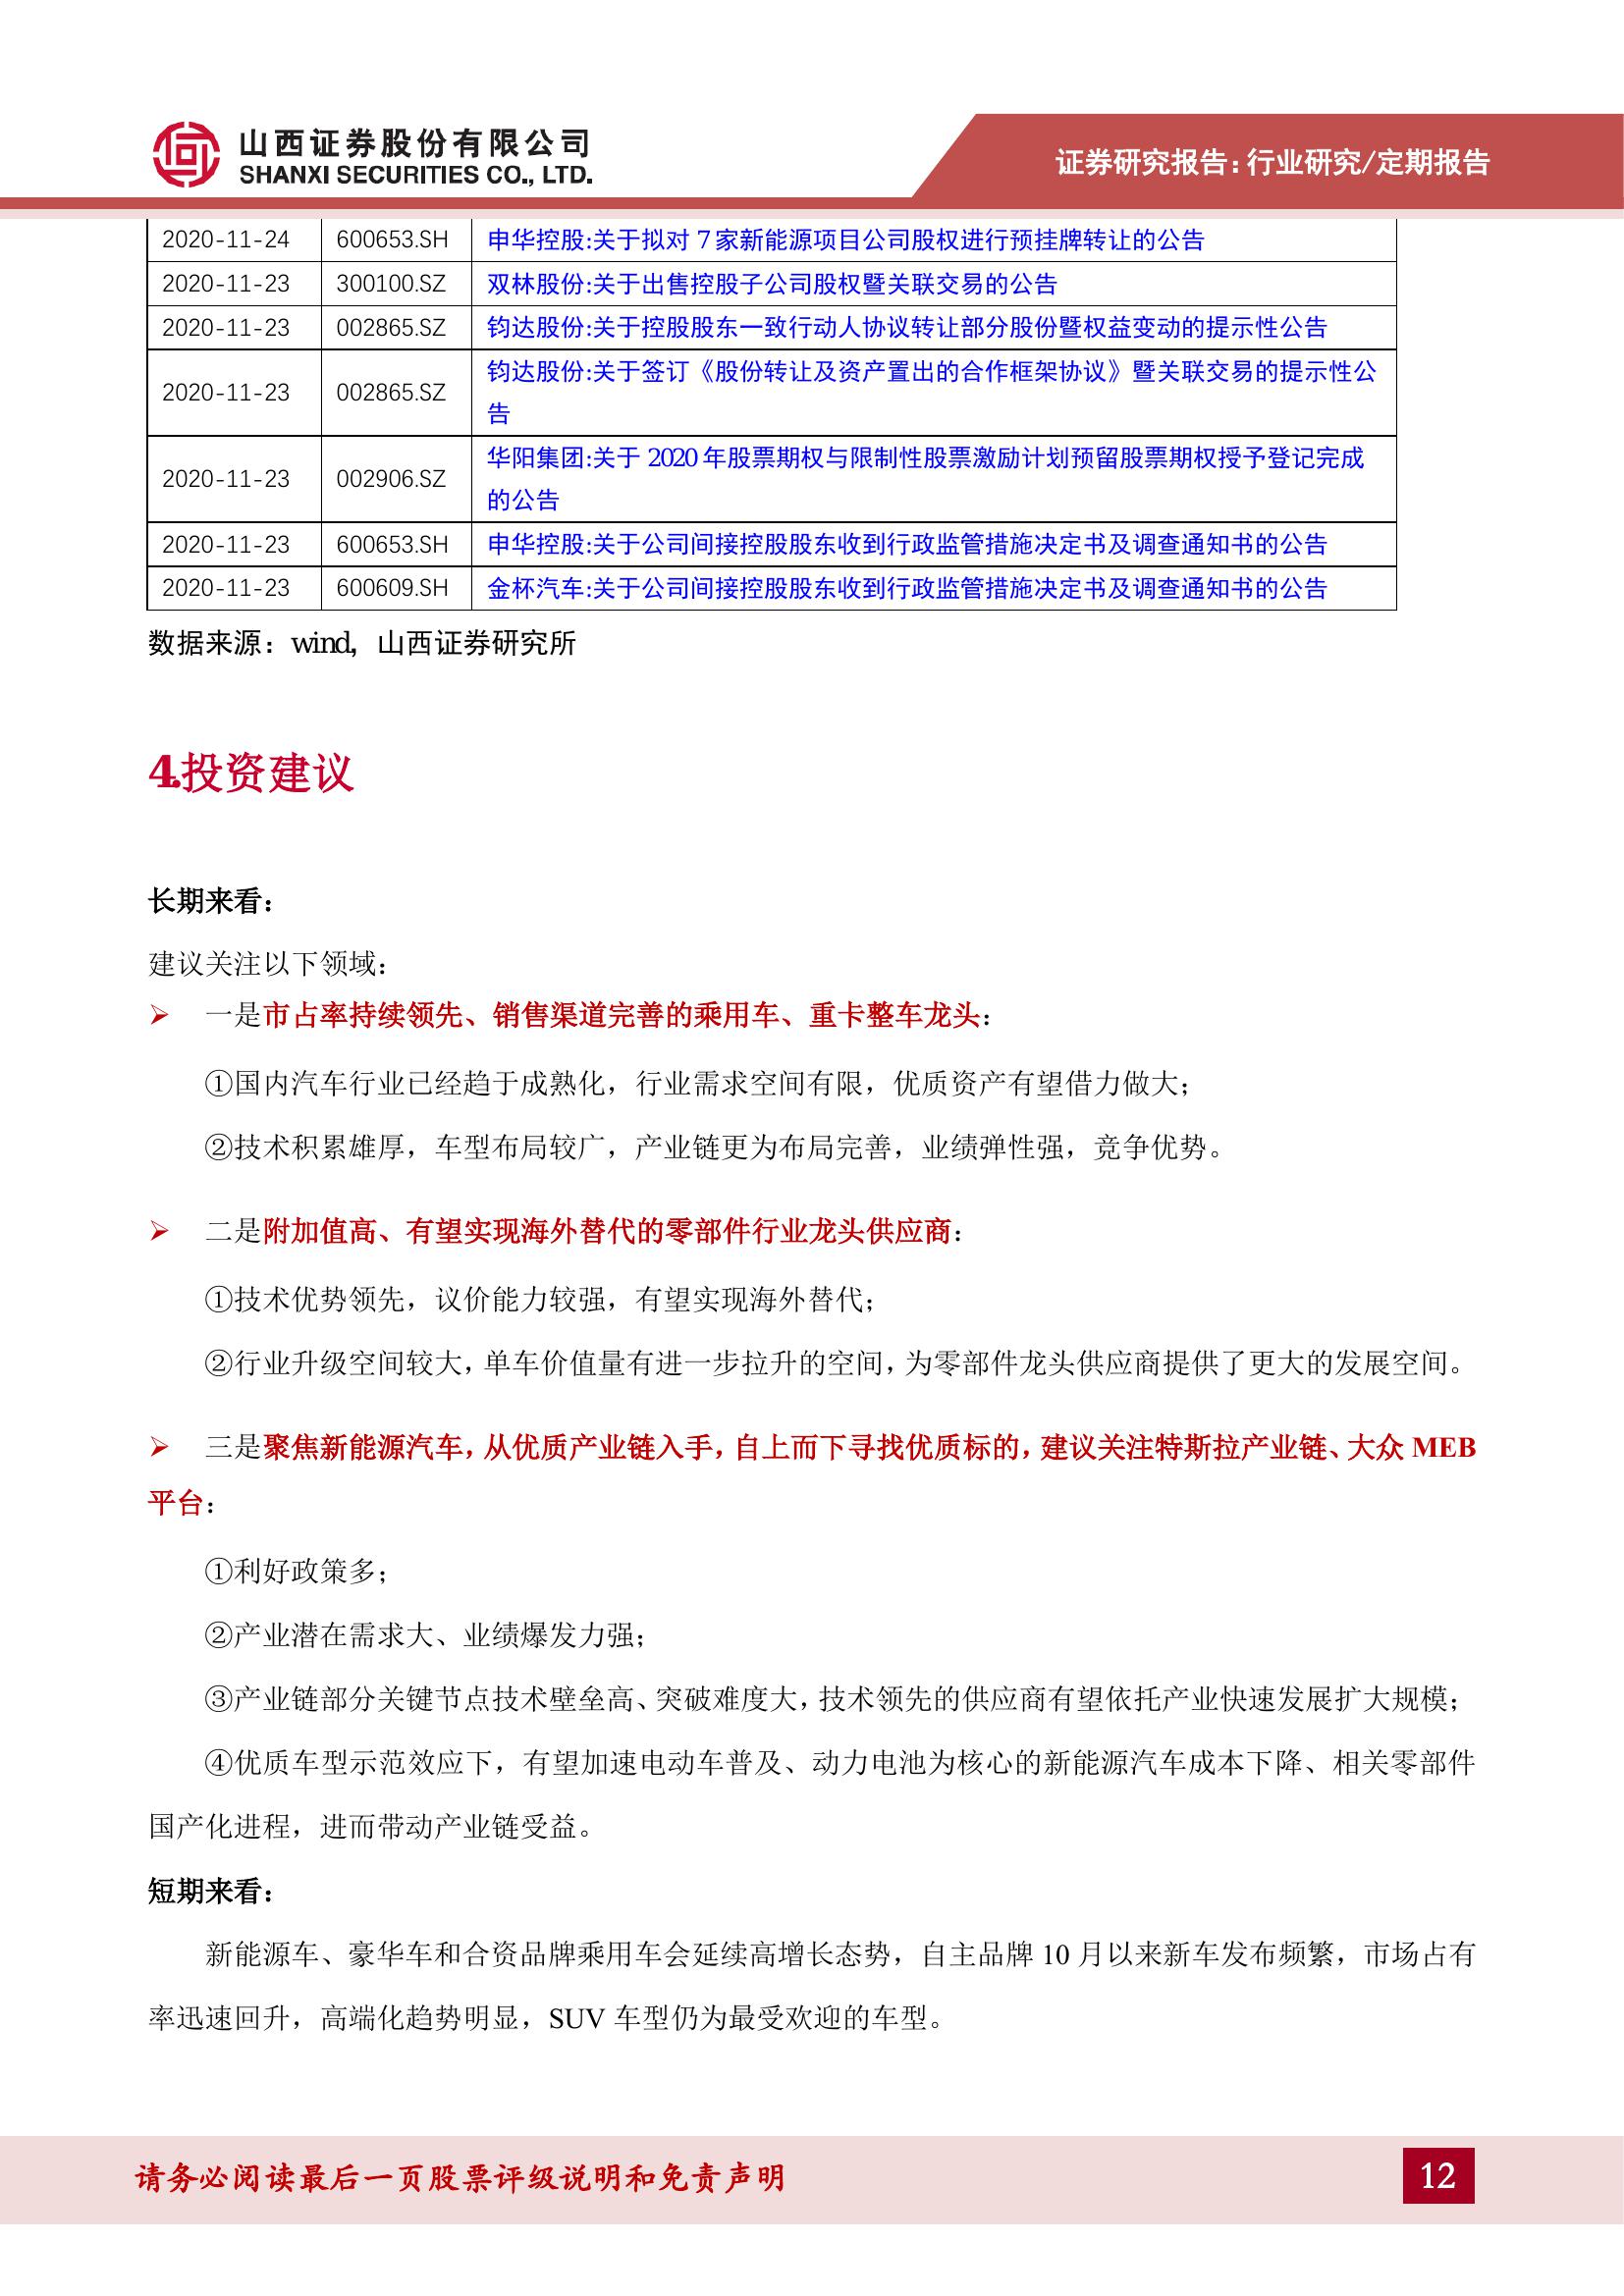 山西证券股份有限公司
SHANXI SECURITIES CO., LTD.
证券研究报告：行业研究/定期报告
2020-11-24 600653.SH 申华控股:关于拟对 7 家新能源项目公司股权进行预挂牌转让的公告
2020-11-23 300100.SZ 双林股份:关于出售控股子公司股权暨关联交易的公告
2020-11-23 002865.SZ 钧达股份:关于控股股东一致行动人协议转让部分股份暨权益变动的提示性公告
2020-11-23 002865.SZ 钧达股份:关于签订《股份转让及资产置出的合作框架协议》暨关联交易的提示性公
告
2020-11-23 002906.SZ 华阳集团:关于 2020 年股票期权与限制性股票激励计划预留股票期权授予登记完成
的公告
2020-11-23 600653.SH 申华控股:关于公司间接控股股东收到行政监管措施决定书及调查通知书的公告
2020-11-23 600609.SH 金杯汽车:关于公司间接控股股东收到行政监管措施决定书及调查通知书的公告
数据来源：wind，山西证券研究所
4.投资建议
长期来看：
建议关注以下领域：
➢ 一是市占率持续领先、销售渠道完善的乘用车、重卡整车龙头：
①国内汽车行业已经趋于成熟化，行业需求空间有限，优质资产有望借力做大；
②技术积累雄厚，车型布局较广，产业链更为布局完善，业绩弹性强，竞争优势。
➢ 二是附加值高、有望实现海外替代的零部件行业龙头供应商：
①技术优势领先，议价能力较强，有望实现海外替代；
②行业升级空间较大，单车价值量有进一步拉升的空间，为零部件龙头供应商提供了更大的发展空间。
➢ 三是聚焦新能源汽车，从优质产业链入手，自上而下寻找优质标的，建议关注特斯拉产业链、大众 MEB
平台：
①利好政策多；
②产业潜在需求大、业绩爆发力强；
③产业链部分关键节点技术壁垒高、突破难度大，技术领先的供应商有望依托产业快速发展扩大规模；
④优质车型示范效应下，有望加速电动车普及、动力电池为核心的新能源汽车成本下降、相关零部件
国产化进程，进而带动产业链受益。
短期来看：
新能源车、豪华车和合资品牌乘用车会延续高增长态势，自主品牌 10 月以来新车发布频繁，市场占有
率迅速回升，高端化趋势明显，SUV 车型仍为最受欢迎的车型。
请务必阅读最后一页股票评级说明和免责声明
12